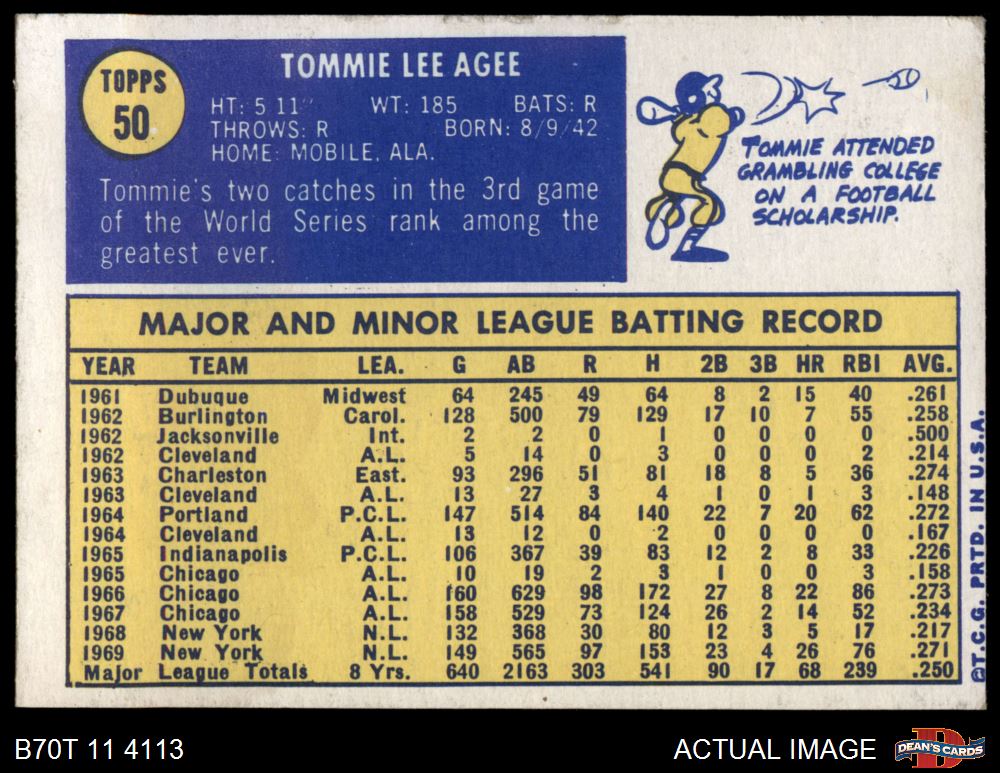 TOPPS
50
TOMMIE LEE AGEE
HT: 5 11" WT: 185 BATS: R
THROWS: R BORN: 8/9/42
HOME: MOBILE, ALA.
Tommie's two catches in the 3rd game
of the World Series rank among the
greatest ever.
TOMMIE ATTENDED
GRAMBLING COLLEGE
ON A FOOTBALL
SCHOLARSHIP.
MAJOR AND MINOR LEAGUE BATTING RECORD
YEAR TEAM LEA. G AB R H 2B 3B HR RBI AVG.
1961 Dubuque Midwest 64 245 49 64 8 2 15 40 .261
1962 Burlington Carol. 128 500 79 129 17 10 7 55 .258
1962 Jacksonville Int. 2 2 0 1 0 0 0 0 .500
1962 Cleveland A.L. 5 14 0 3 0 0 0 2 .214
1963 Charleston East. 93 296 51 81 18 8 5 36 .274
1963 Cleveland A.L. 13 27 3 4 1 0 1 3 .148
1964 Portland P.C.L. 147 514 84 140 22 7 20 62 .272
1964 Cleveland A.L. 13 12 0 2 0 0 0 0 .167
1965 Indianapolis P.C.L. 106 367 39 83 12 2 8 33 .226
1965 Chicago A.L. 10 19 2 3 1 0 0 3 .158
1966 Chicago A.L. 160 629 98 172 27 8 22 86 .273
1967 Chicago A.L. 158 529 73 124 26 2 14 52 .234
1968 New York N.L. 132 368 30 80 12 3 5 17 .217
1969 New York N.L. 149 565 97 153 23 4 26 76 .271
Major League Totals 8 Yrs. 640 2163 303 541 90 17 68 239 .250
©T.C.G. PRTD. IN U.S.A.
B70T 11 4113
ACTUAL IMAGE
D
DEAN'S CARDS